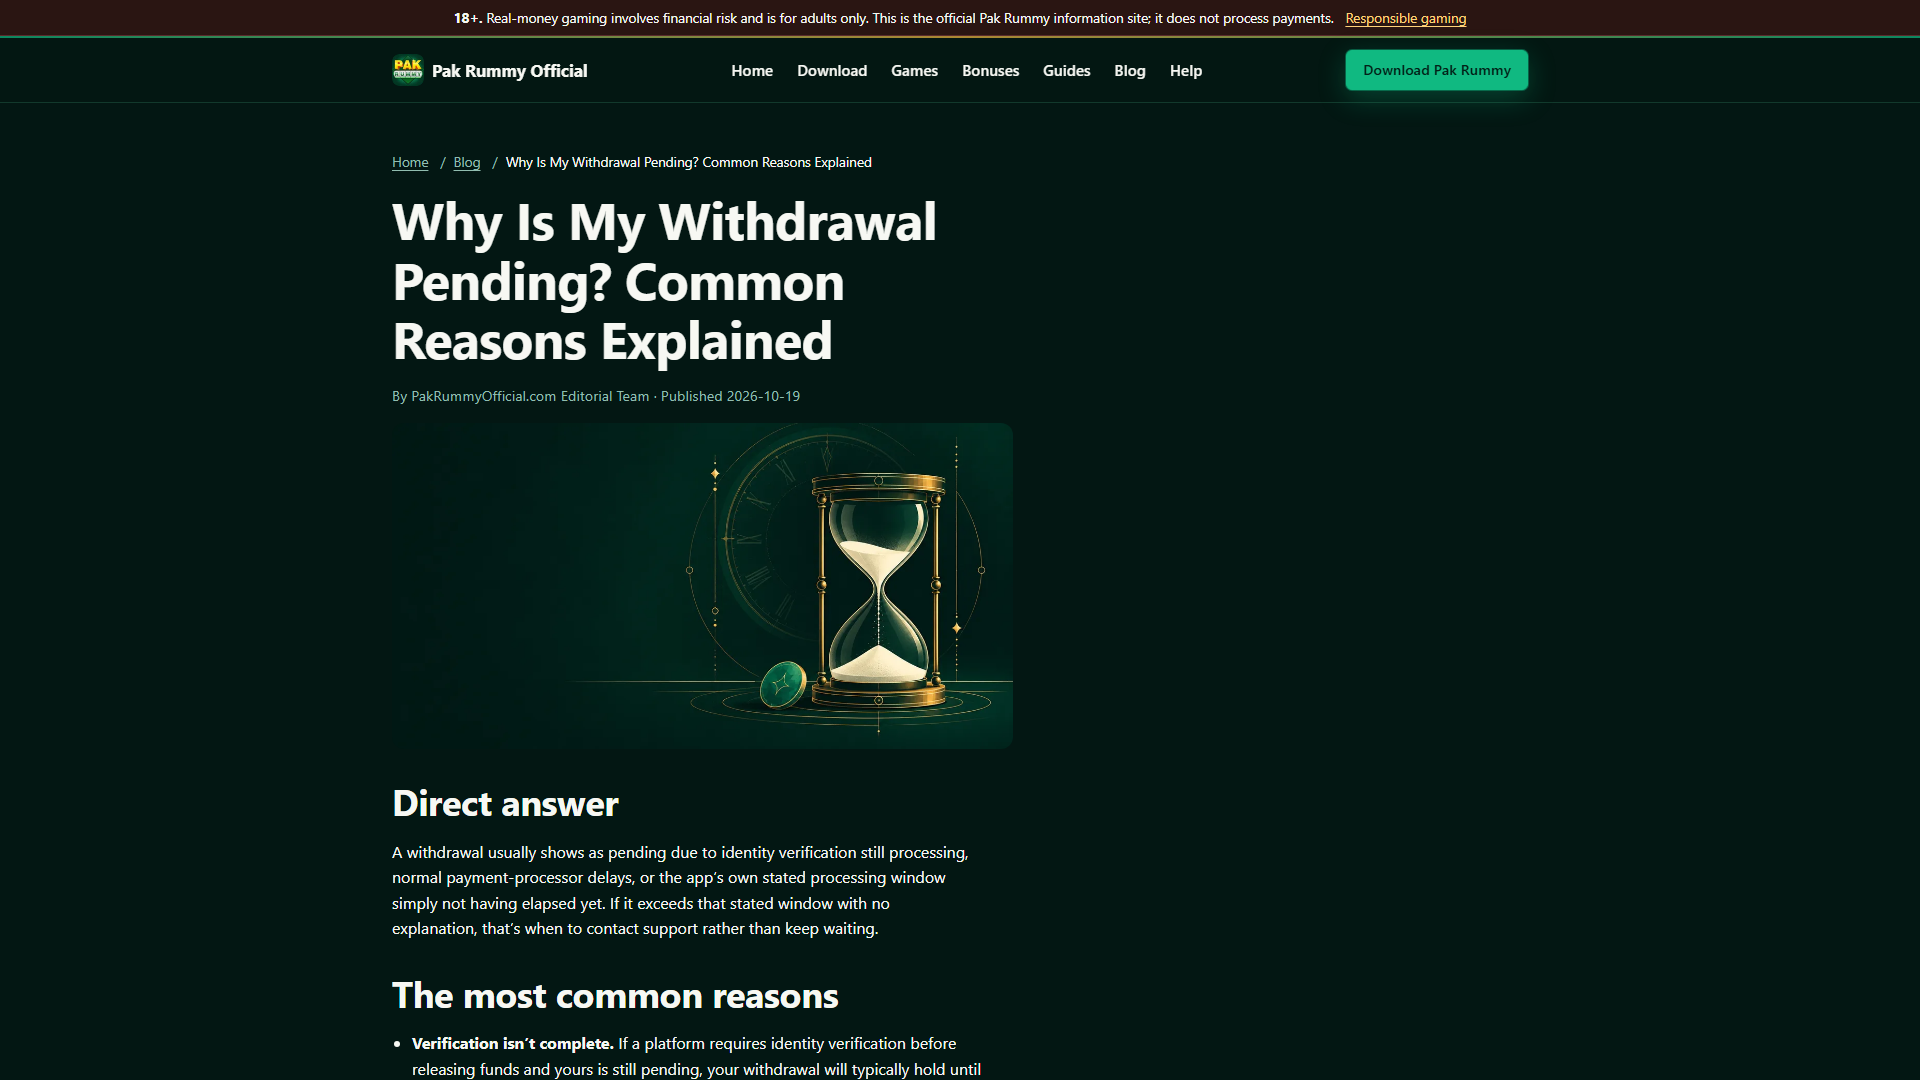 18+. Real-money gaming involves financial risk and is for adults only. This is the official Pak Rummy information site; it does not process payments. Responsible gaming
PAK
RUMMY
Pak Rummy Official
Home Download Games Bonuses Guides Blog Help
Download Pak Rummy
Home / Blog / Why Is My Withdrawal Pending? Common Reasons Explained
Why Is My Withdrawal
Pending? Common
Reasons Explained
By PakRummyOfficial.com Editorial Team · Published 2026-10-19
Direct answer
A withdrawal usually shows as pending due to identity verification still processing,
normal payment-processor delays, or the app’s own stated processing window
simply not having elapsed yet. If it exceeds that stated window with no
explanation, that’s when to contact support rather than keep waiting.
The most common reasons
• Verification isn’t complete. If a platform requires identity verification before
releasing funds and yours is still pending, your withdrawal will typically hold until